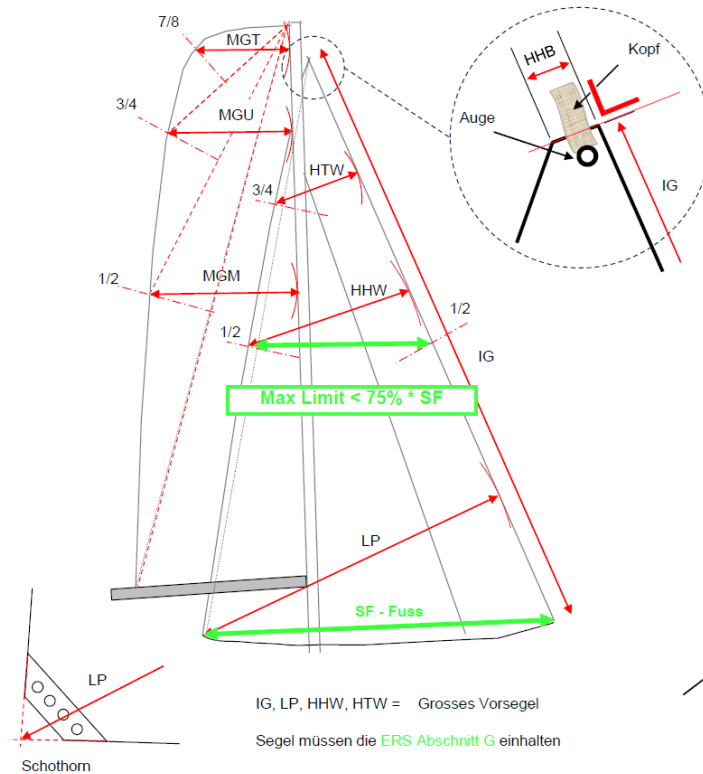 7/8
MGT
HHB
Kopf
3/4
MGU
Auge
HTW
IG
3/4
1/2
MGM
HHW
1/2
1/2
IG
Max Limit < 75% * SF
LP
SF - Fuss
LP
IG, LP, HHW, HTW = Grosses Vorsegel
Segel müssen die ERS Abschnitt G einhalten
Schothorn